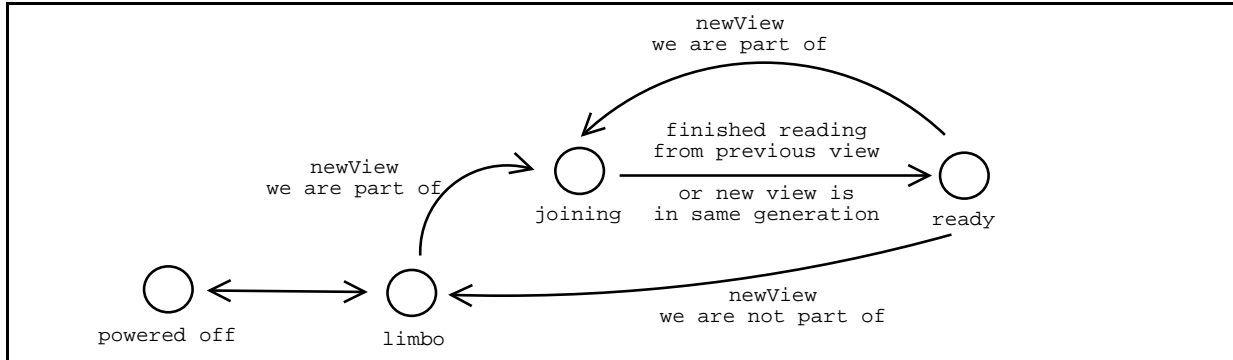 newView
we are part of
finished reading
from previous view
newView
we are part of
or new view is
in same generation
joining
ready
newView
we are not part of
powered off
limbo